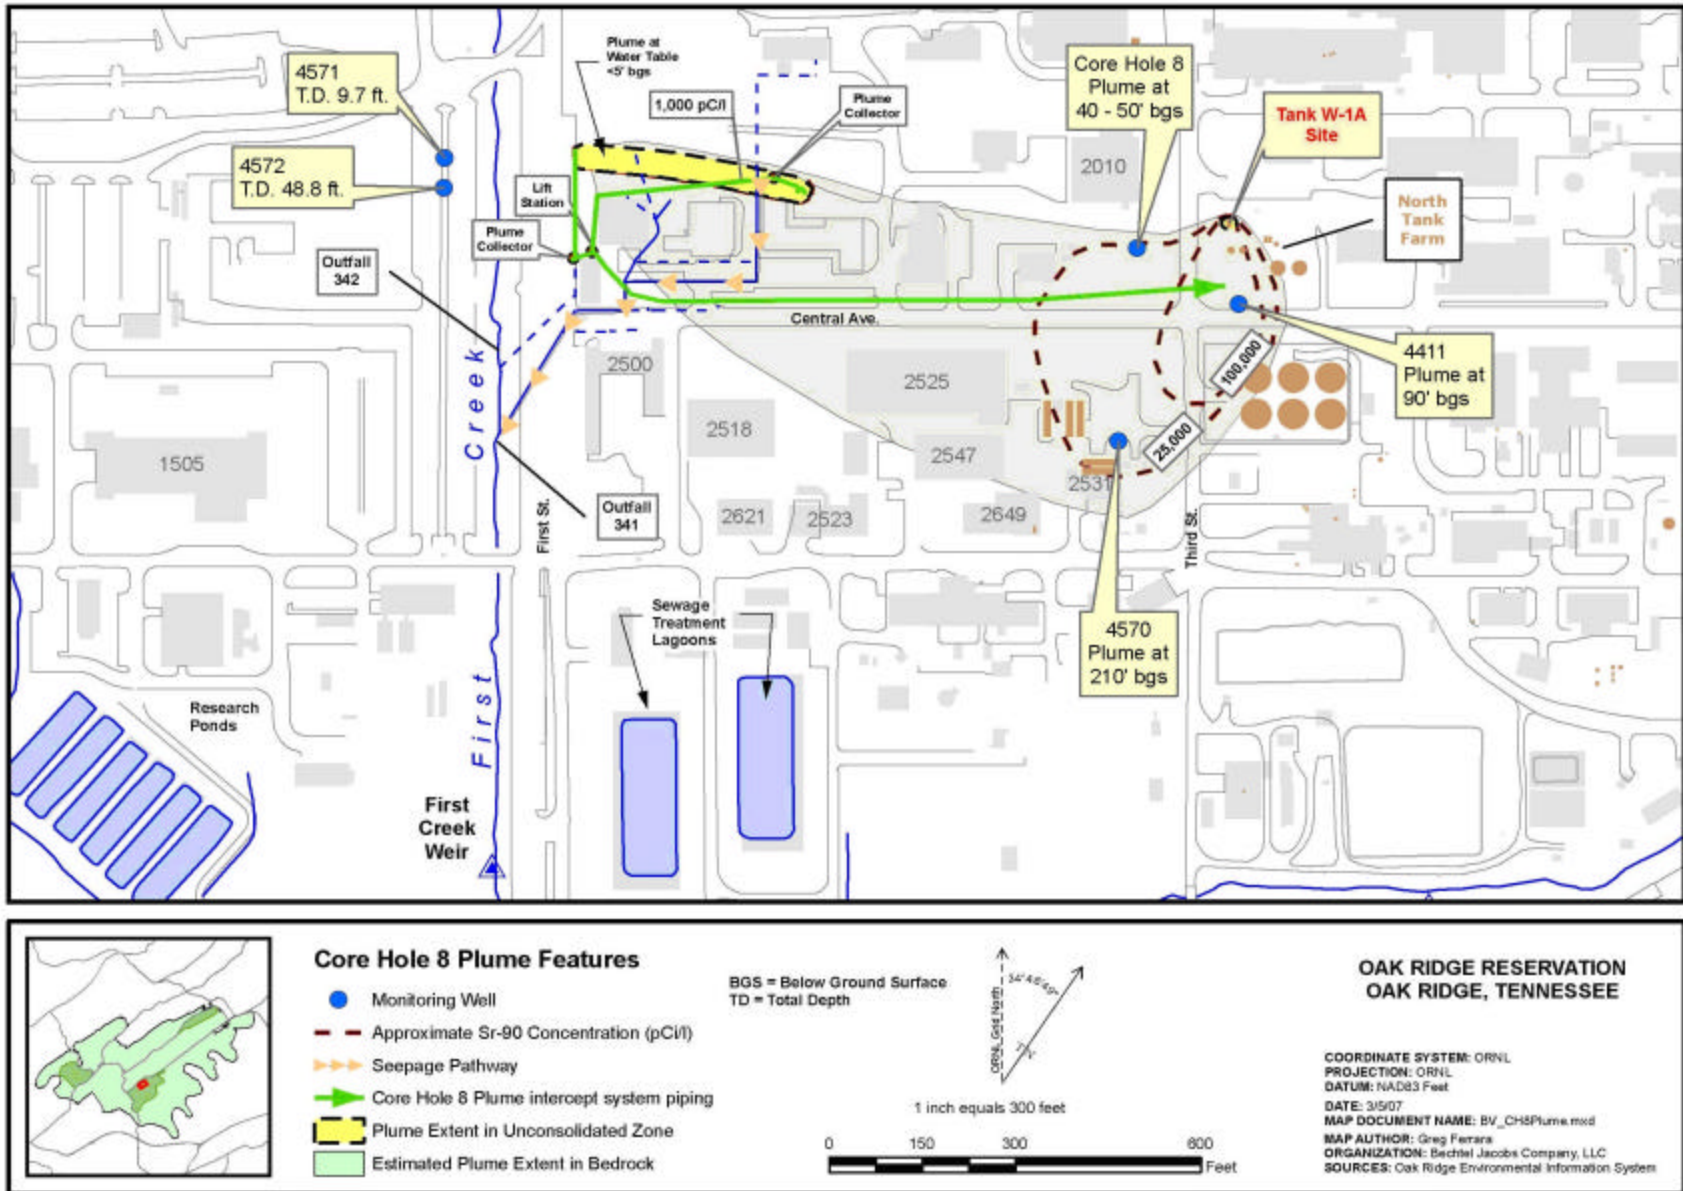 4571
T.D. 9.7 ft.
4572
T.D. 48.8 ft.
Plume at
Water Table
<5' bgs
1,000 pC/l
Plume
Collector
Core Hole 8
Plume at
40 - 50' bgs
Tank W-1A
Site
2010
North
Tank
Farm
Lift
Station
Plume
Collector
Outfall
342
Central Ave.
4411
Plume at
90' bgs
100,000
25,000
2500
2525
2518
2547
2531
1505
2621
2523
2649
Outfall
341
First St.
Third St.
First Creek
4570
Plume at
210' bgs
Sewage
Treatment
Lagoons
Research
Ponds
First
Creek
Weir
Core Hole 8 Plume Features
Monitoring Well
Approximate Sr-90 Concentration (pCi/l)
Seepage Pathway
Core Hole 8 Plume intercept system piping
Plume Extent in Unconsolidated Zone
Estimated Plume Extent in Bedrock
BGS = Below Ground Surface
TD = Total Depth
ORNL Grid North
34°46'49"
1 inch equals 300 feet
0 150 300 600
Feet
OAK RIDGE RESERVATION
OAK RIDGE, TENNESSEE
COORDINATE SYSTEM: ORNL
PROJECTION: ORNL
DATUM: NAD83 Feet
DATE: 3/5/07
MAP DOCUMENT NAME: BV_CH8Plume.mxd
MAP AUTHOR: Greg Ferrara
ORGANIZATION: Bechtel Jacobs Company, LLC
SOURCES: Oak Ridge Environmental Information System